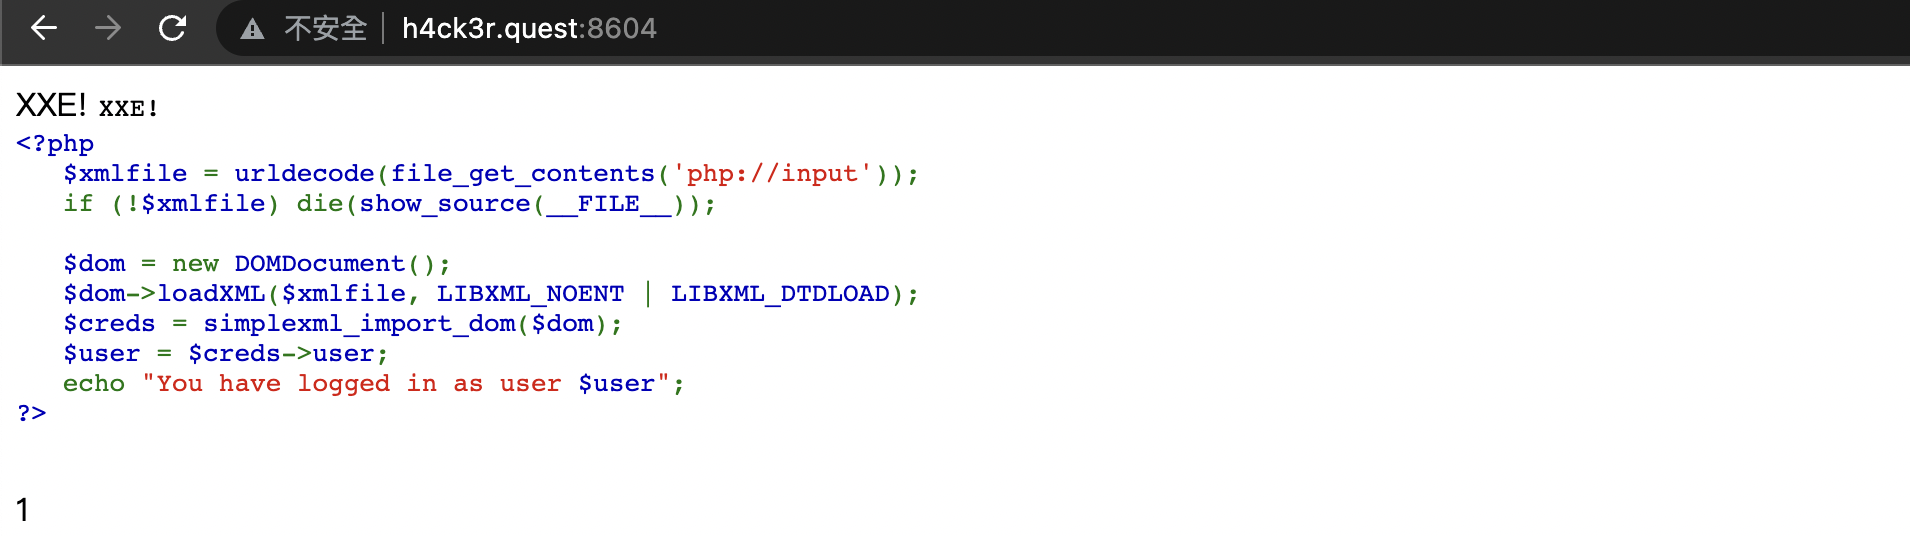 不安全 h4ck3r.quest:8604
XXE! XXE!
<?php
   $xmlfile = urldecode(file_get_contents('php://input'));
   if (!$xmlfile) die(show_source(__FILE__));

   $dom = new DOMDocument();
   $dom->loadXML($xmlfile, LIBXML_NOENT | LIBXML_DTDLOAD);
   $creds = simplexml_import_dom($dom);
   $user = $creds->user;
   echo "You have logged in as user $user";
?>
1